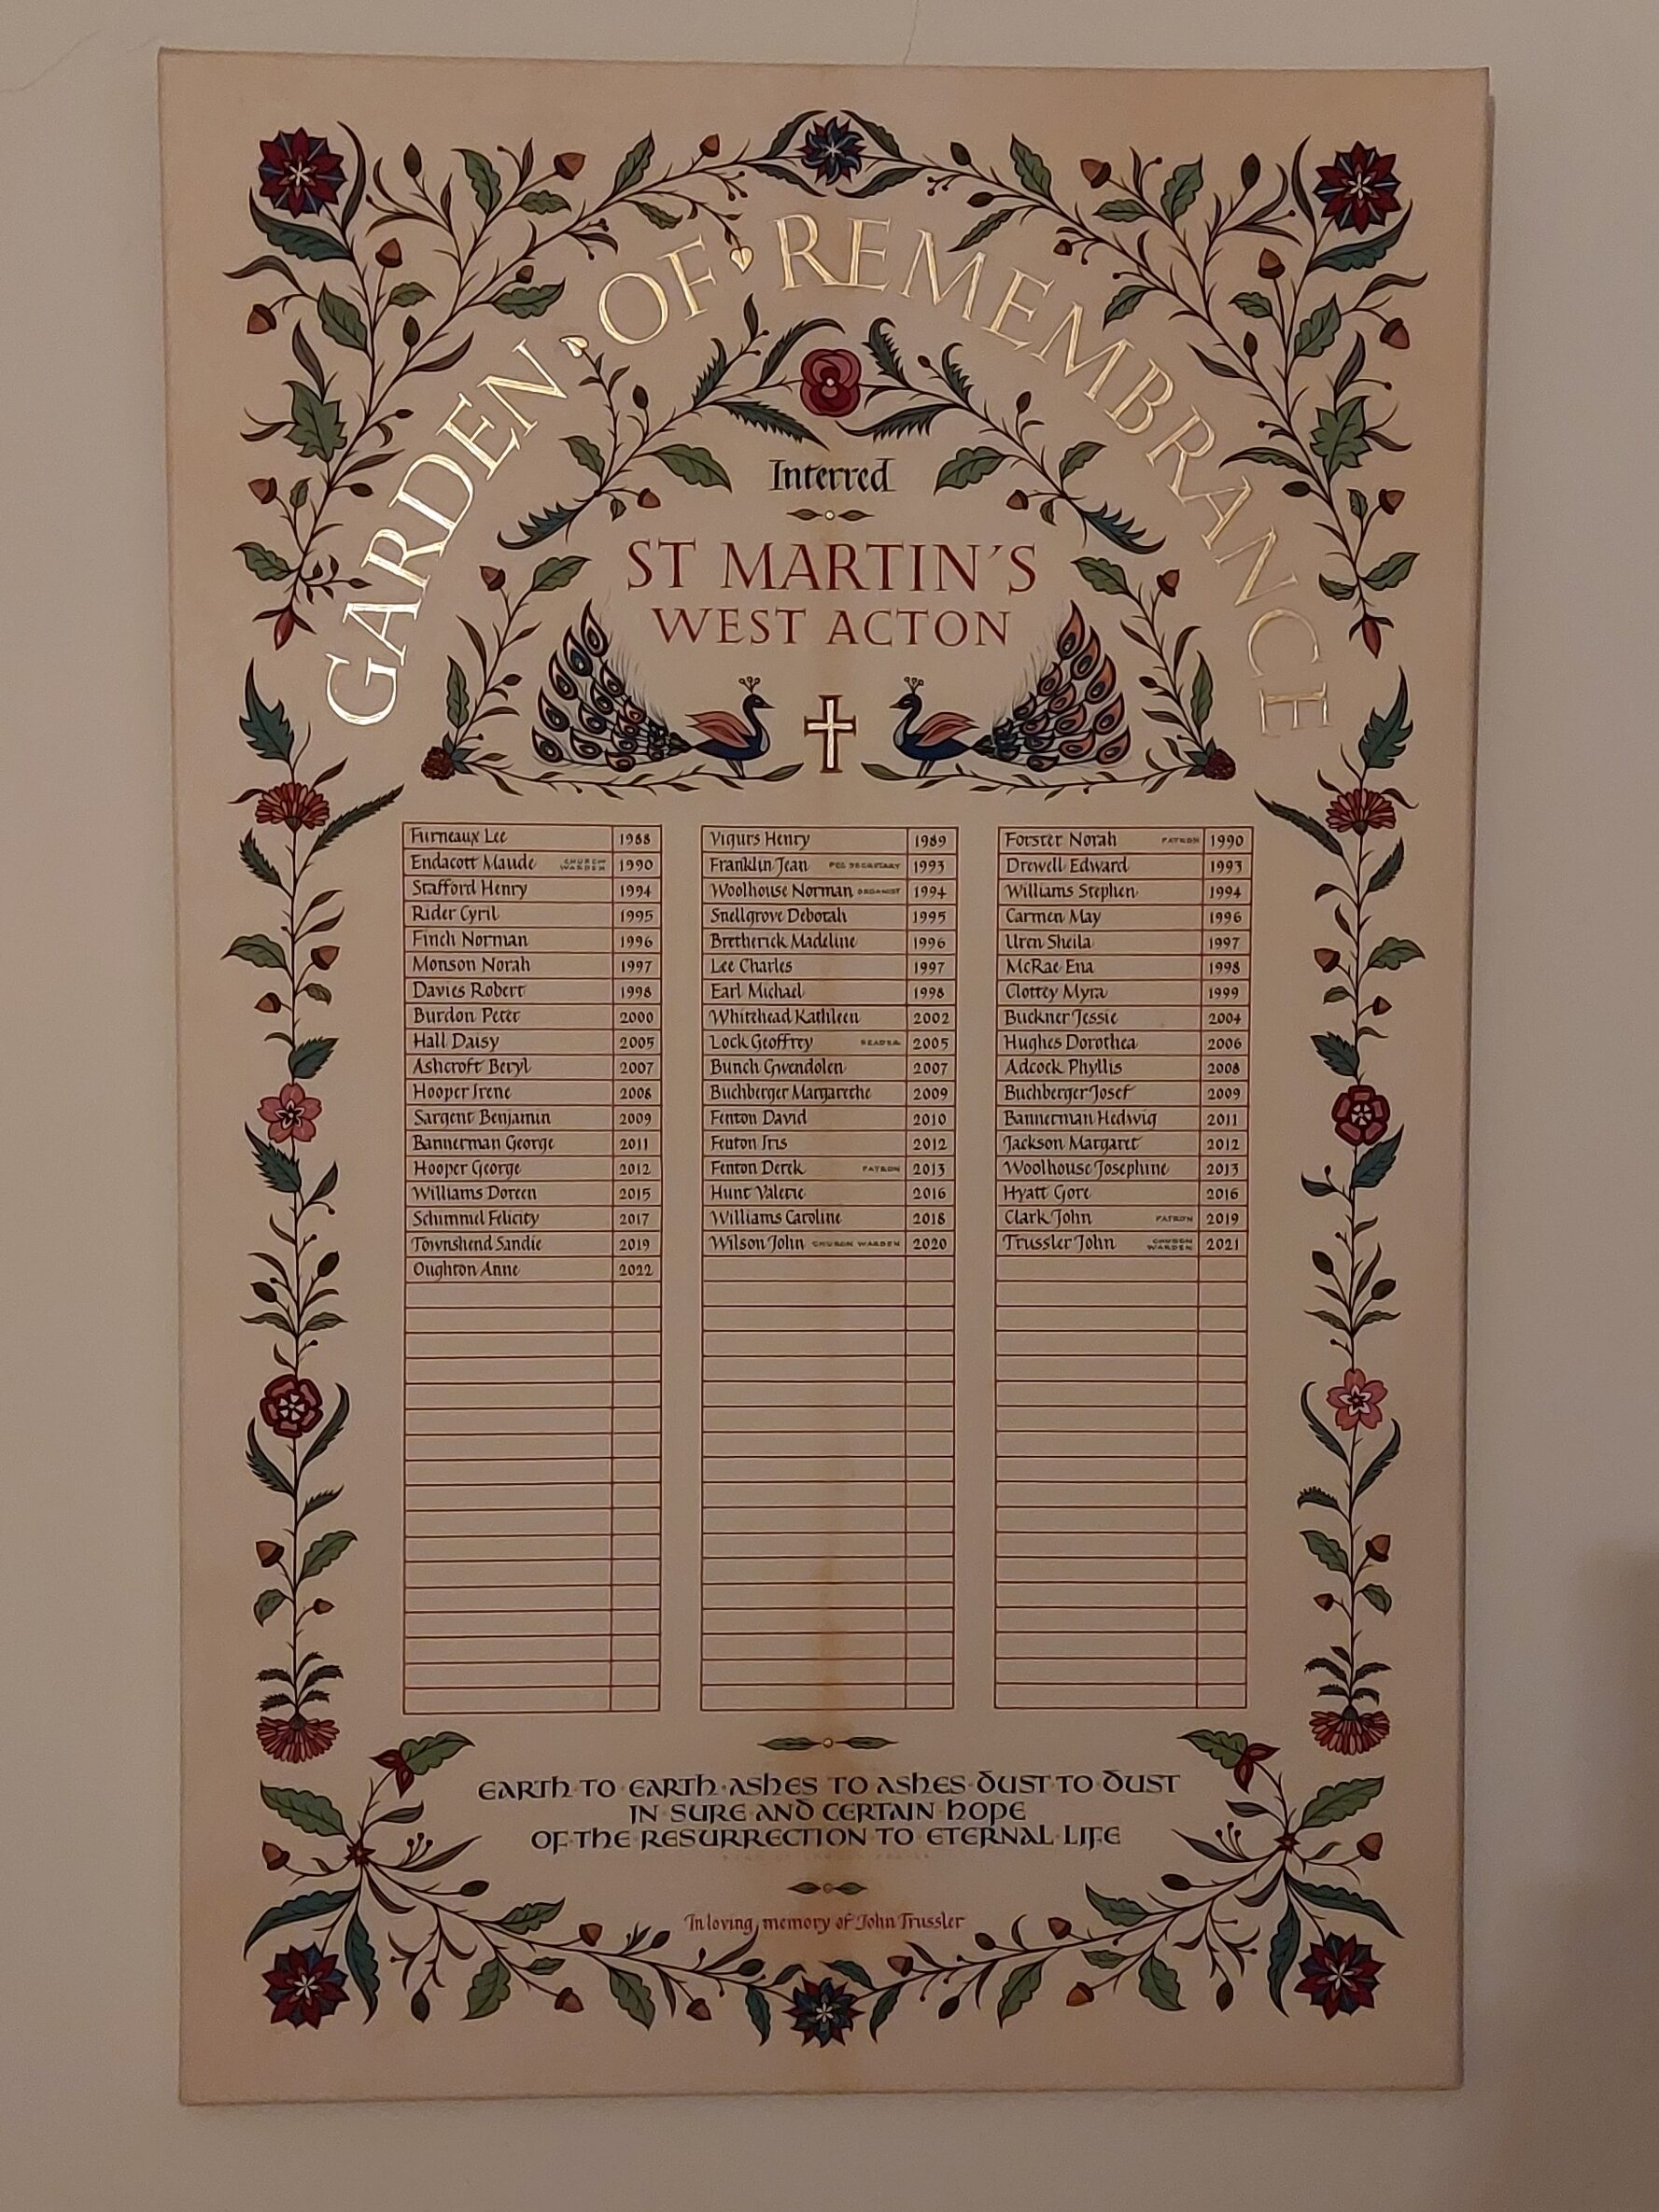 GARDEN OF REMEMBRANCE
Interred
ST MARTIN'S
WEST ACTON
Furneaux Lee 1988
Endacott Maude CHURCH WARDEN 1990
Stafford Henry 1994
Rider Cyril 1995
Finch Norman 1996
Monson Norah 1997
Davies Robert 1998
Burdon Peter 2000
Hall Daisy 2005
Ashcroft Beryl 2007
Hooper Irene 2008
Sargent Benjamin 2009
Bannerman George 2011
Hooper George 2012
Williams Doreen 2015
Schimmel Felicity 2017
Townshend Sandie 2019
Oughton Anne 2022
Vigurs Henry 1989
Franklin Jean PCC SECRETARY 1993
Woolhouse Norman ORGANIST 1994
Snellgrove Deborah 1995
Bretherick Madeline 1996
Lee Charles 1997
Earl Michael 1998
Whitehead Kathleen 2002
Lock Geoffrey READER 2005
Bunch Gwendolen 2007
Buchberger Margarethe 2009
Fenton David 2010
Fenton Iris 2012
Fenton Derek PATRON 2013
Hunt Valerie 2016
Williams Caroline 2018
Wilson John CHURCH WARDEN 2020
Forster Norah PATRON 1990
Drewell Edward 1993
Williams Stephen 1994
Carmen May 1996
Uren Sheila 1997
McRae Ena 1998
Clottey Myra 1999
Buckner Jessie 2004
Hughes Dorothea 2006
Adcock Phyllis 2008
Buchberger Josef 2009
Bannerman Hedwig 2011
Jackson Margaret 2012
Woolhouse Josephine 2013
Hyatt Gore 2016
Clark John PATRON 2019
Trussler John CHURCH WARDEN 2021
EARTH TO EARTH · ASHES TO ASHES · DUST TO DUST
IN SURE AND CERTAIN HOPE
OF THE RESURRECTION TO ETERNAL LIFE
In loving memory of John Trussler